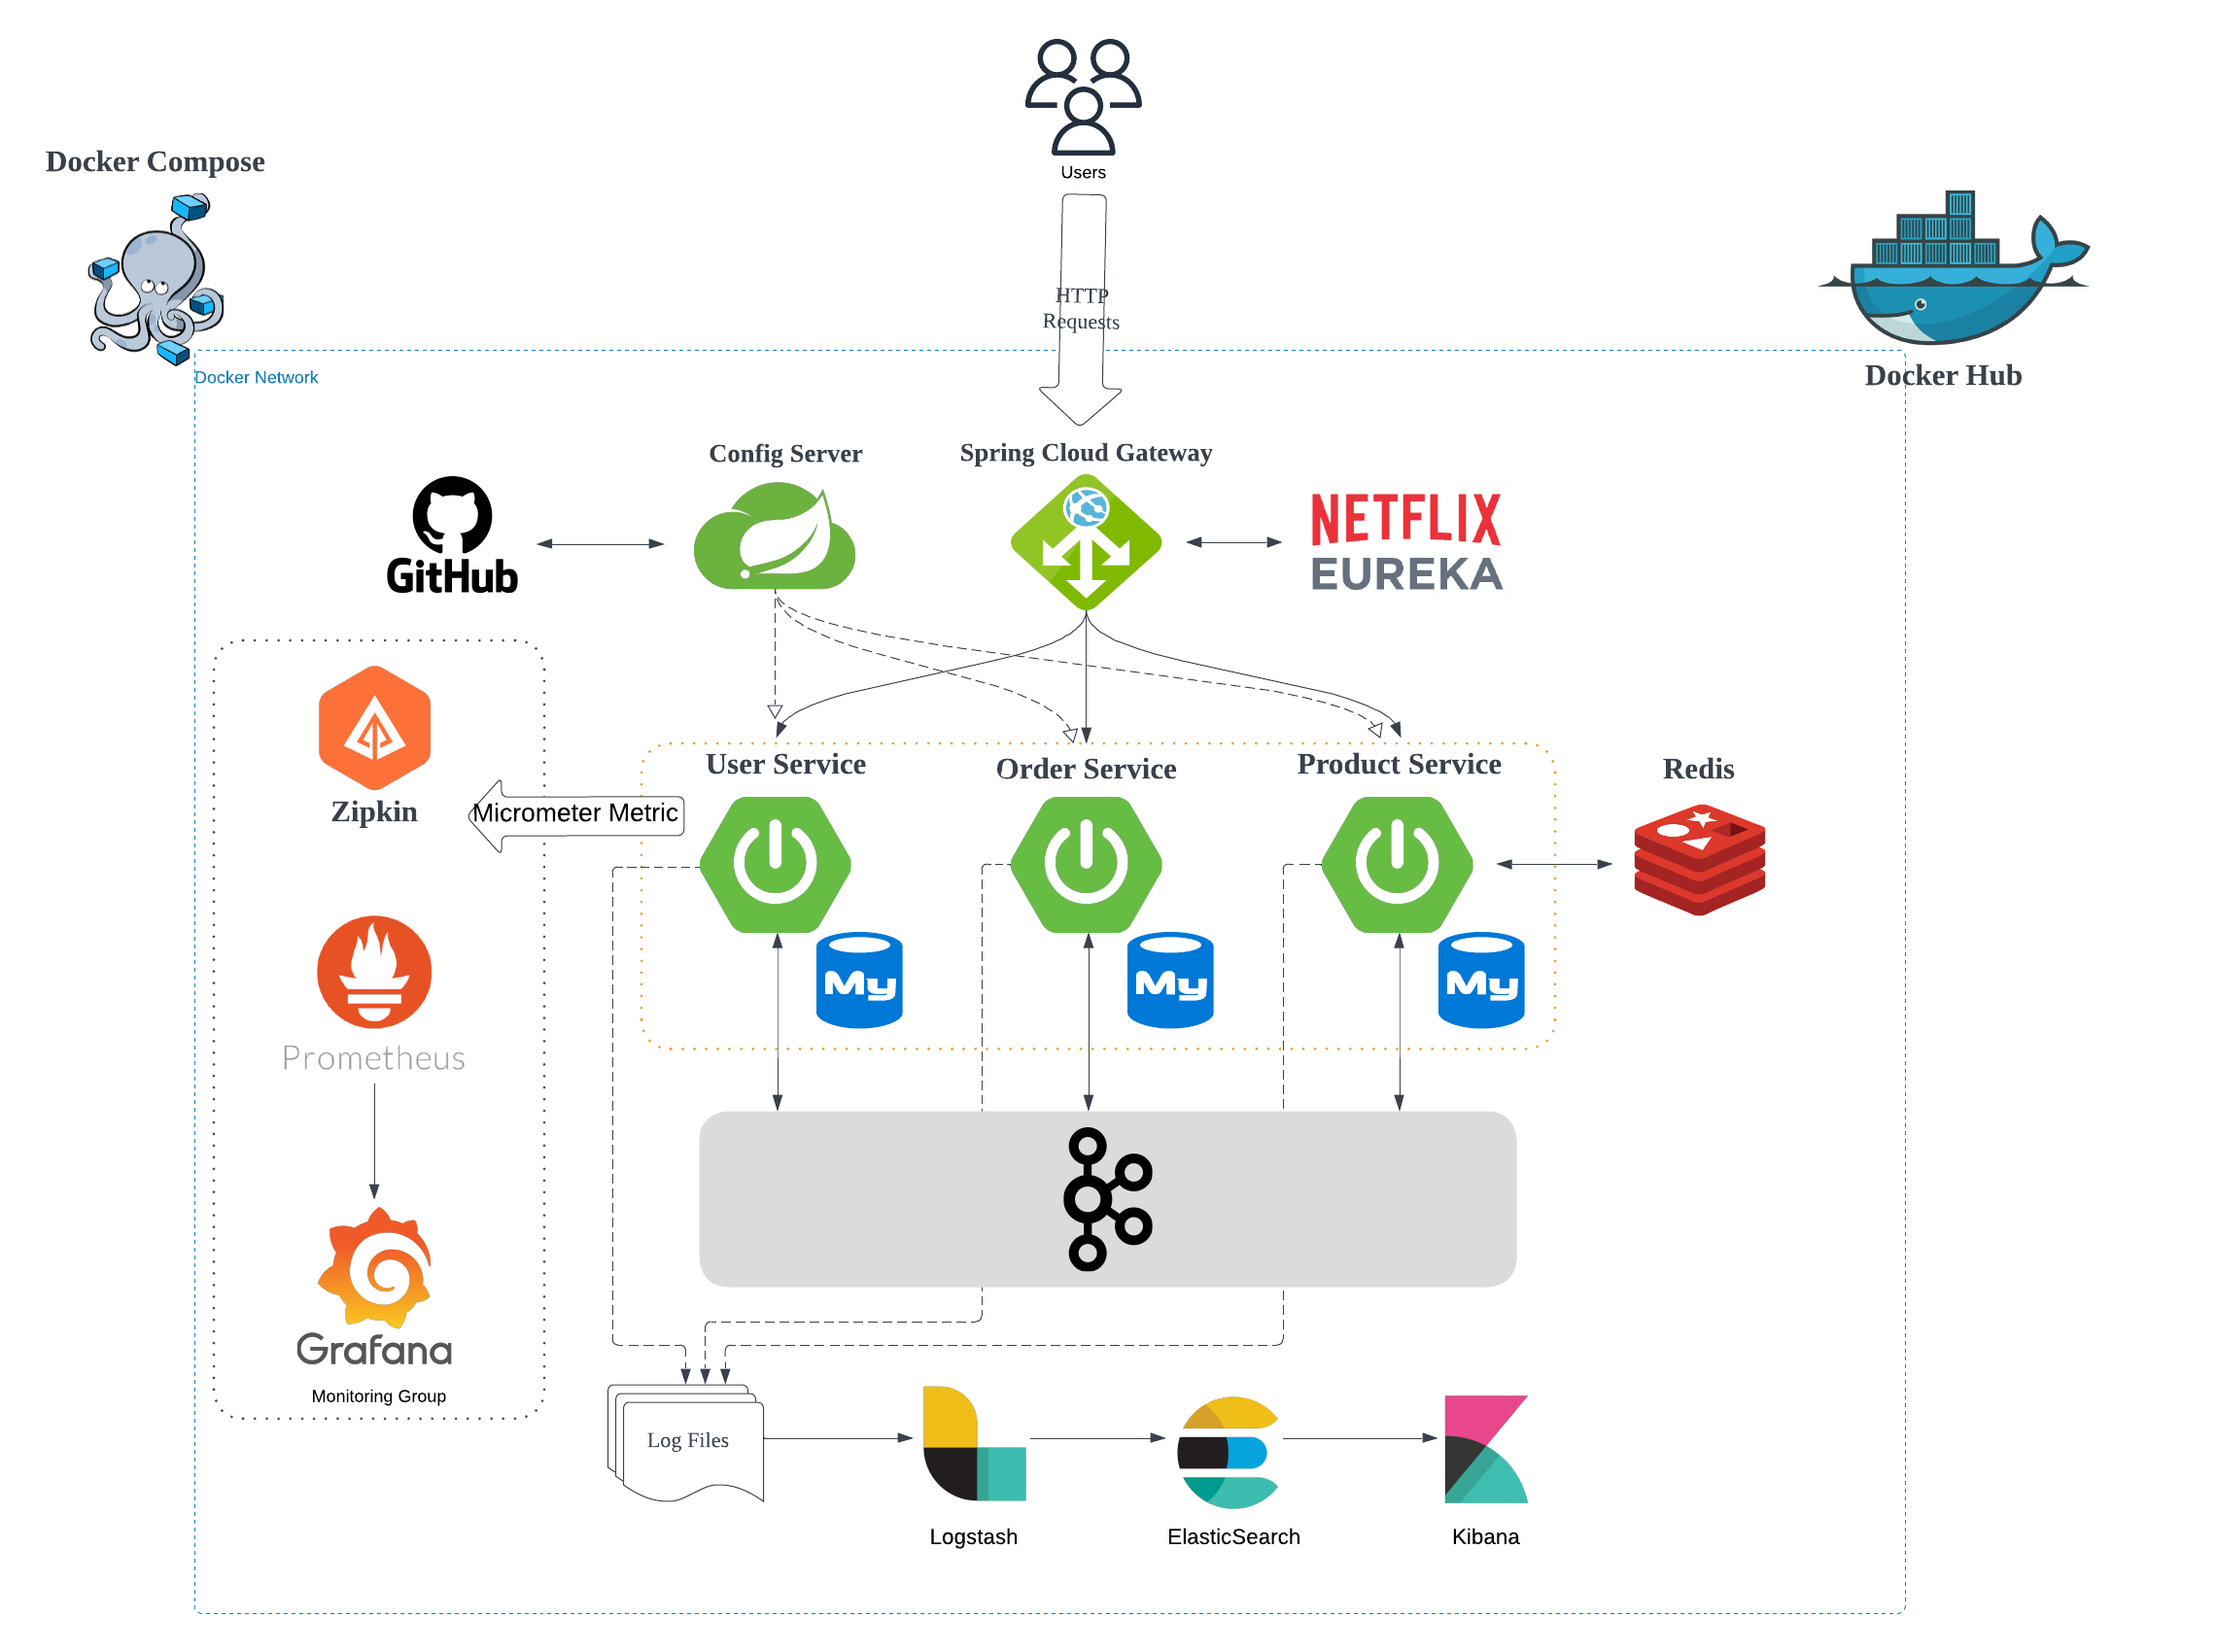 Users
Docker Compose
HTTP
Requests
Docker Network
Docker Hub
Config Server
Spring Cloud Gateway
GitHub
NETFLIX
EUREKA
User Service
Order Service
Product Service
Redis
Zipkin
Micrometer Metric
My
My
My
Prometheus
Grafana
Monitoring Group
Log Files
Logstash
ElasticSearch
Kibana